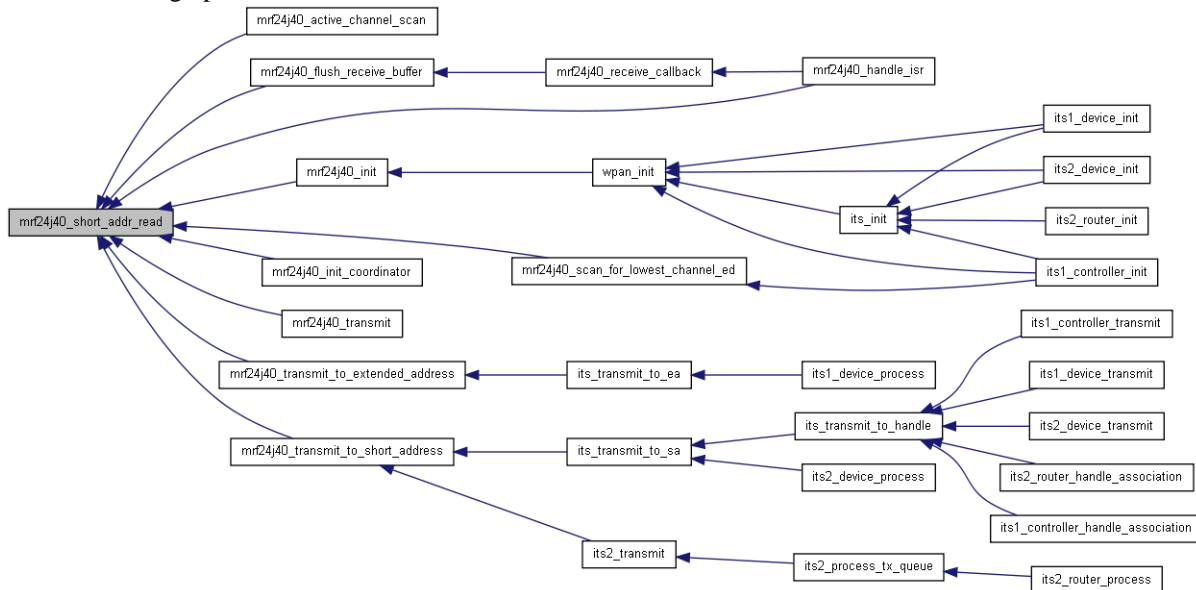 mrf24j40_active_channel_scan
mrf24j40_flush_receive_buffer
mrf24j40_receive_callback
mrf24j40_handle_isr
its1_device_init
mrf24j40_init
wpan_init
its2_device_init
mrf24j40_short_addr_read
its_init
its2_router_init
mrf24j40_init_coordinator
mrf24j40_scan_for_lowest_channel_ed
its1_controller_init
mrf24j40_transmit
its1_controller_transmit
mrf24j40_transmit_to_extended_address
its_transmit_to_ea
its1_device_process
its1_device_transmit
its_transmit_to_handle
its2_device_transmit
mrf24j40_transmit_to_short_address
its_transmit_to_sa
its2_device_process
its2_router_handle_association
its1_controller_handle_association
its2_transmit
its2_process_tx_queue
its2_router_process